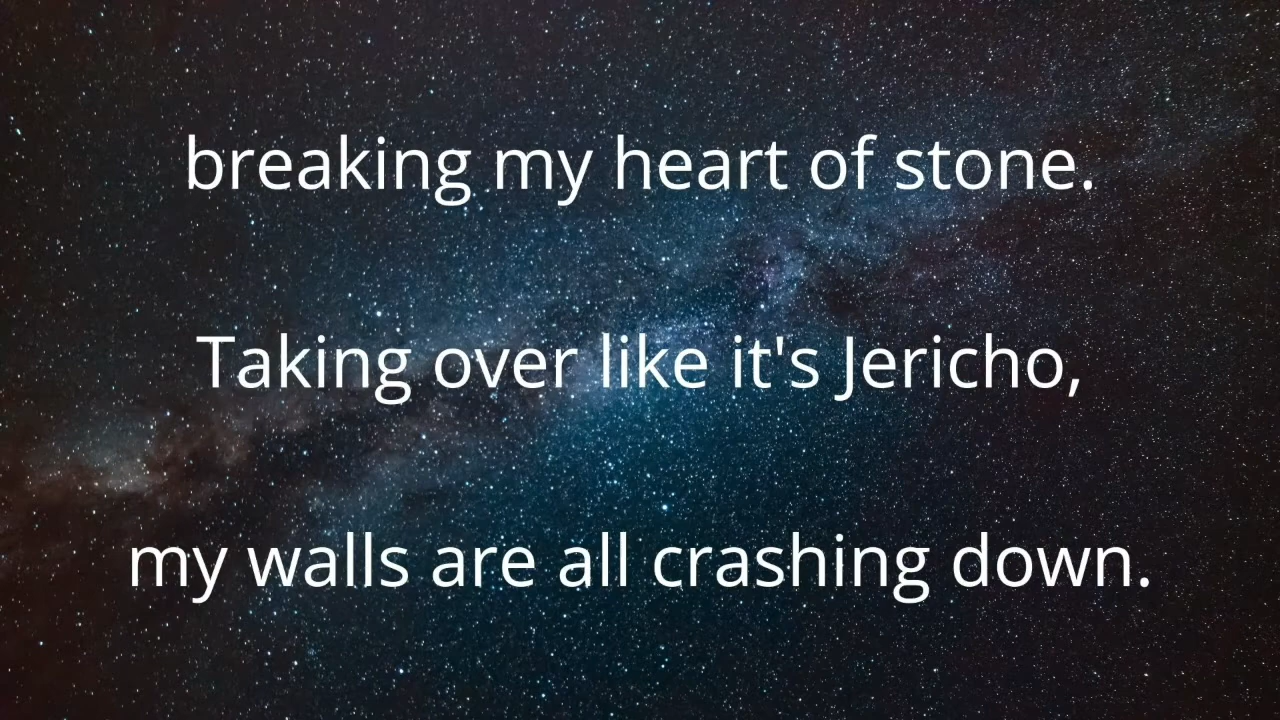 breaking my heart of stone.
Taking over like it's Jericho,
my walls are all crashing down.